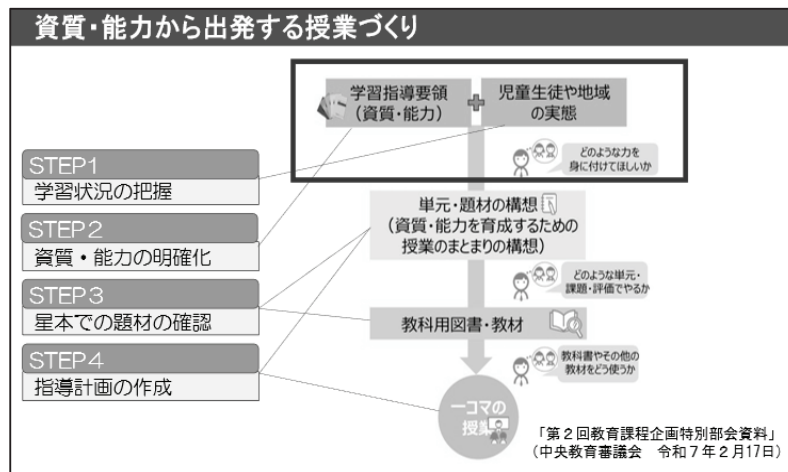 資質・能力から出発する授業づくり
学習指導要領
（資質・能力）
児童生徒や地域
の実態
どのような力を
身に付けてほしいか
STEP1
学習状況の把握
STEP2
資質・能力の明確化
STEP3
星本での題材の確認
STEP4
指導計画の作成
単元・題材の構想
（資質・能力を育成するための
授業のまとまりの構想）
どのような単元・
課題・評価でやるか
教科用図書・教材
教科書やその他の
教材をどう使うか
一コマの
授業
「第２回教育課程企画特別部会資料」
（中央教育審議会　令和７年２月17日）